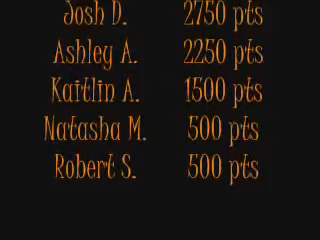 Josh D. 2750 pts
Ashley A. 2250 pts
Kaitlin A. 1500 pts
Natasha M. 500 pts
Robert S. 500 pts